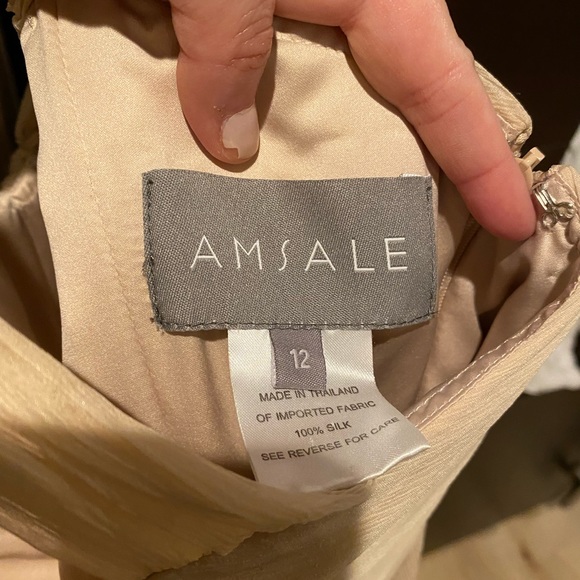 AMSALE
12
MADE IN THAILAND
OF IMPORTED FABRIC
100% SILK
SEE REVERSE FOR CARE